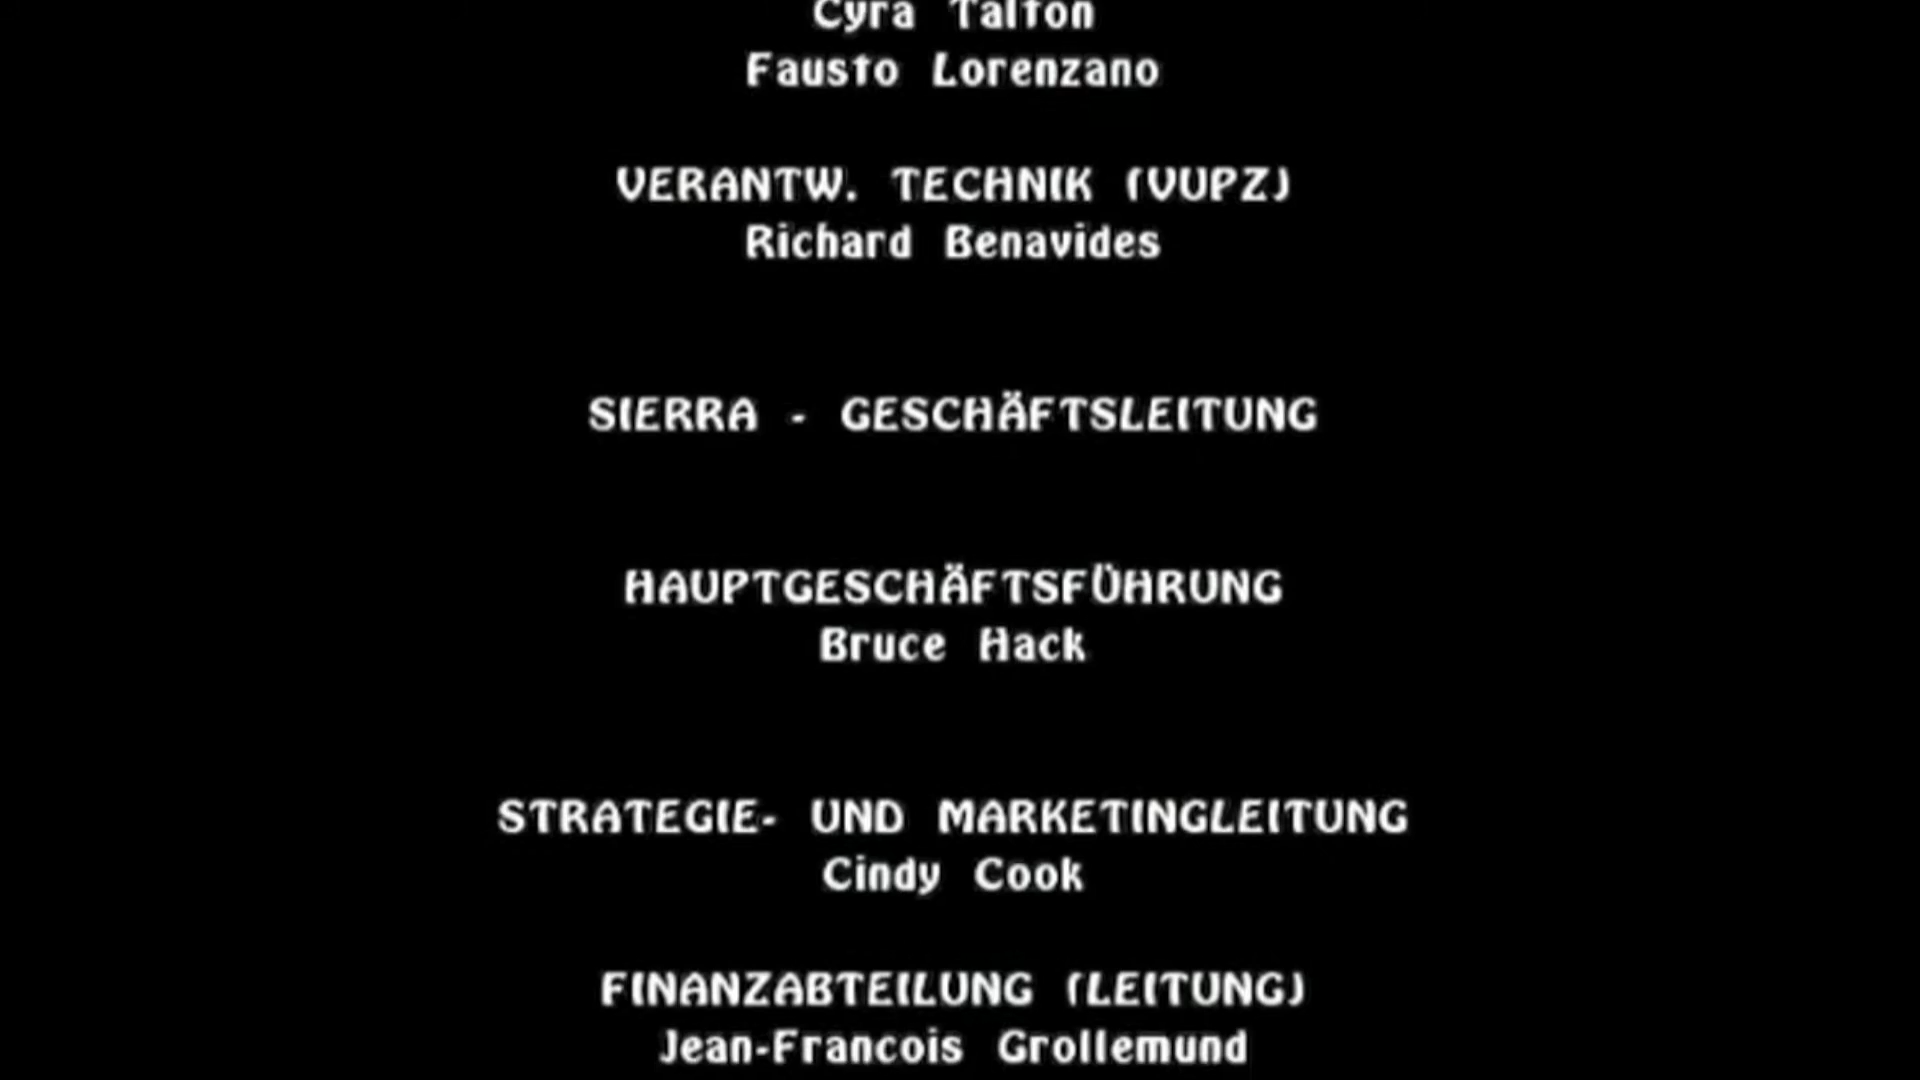 Cyra Talton
Fausto Lorenzano
VERANTW. TECHNIK (VUPZ)
Richard Benavides
SIERRA - GESCHÄFTSLEITUNG
HAUPTGESCHÄFTSFÜHRUNG
Bruce Hack
STRATEGIE- UND MARKETINGLEITUNG
Cindy Cook
FINANZABTEILUNG (LEITUNG)
Jean-Francois Grollemund